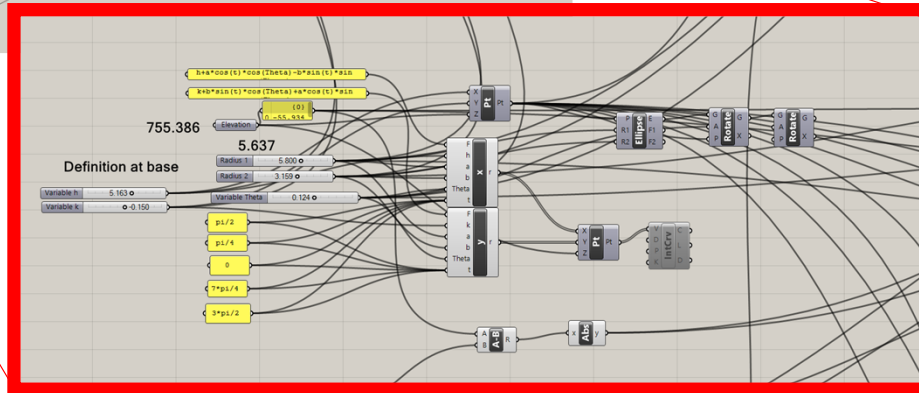 h+a*cos(t)*cos(Theta)-b*sin(t)*sin
k+b*sin(t)*cos(Theta)+a*cos(t)*sin
{0}
0 -55.934
755.386
Elevation
X
Y
Z
Pt
Pt
P
R1
R2
Ellipse
E
F1
F2
G
A
P
Rotate
G
X
G
A
P
Rotate
G
X
5.637
Definition at base
Radius 1 5.800
Radius 2 3.159
Variable h 5.163
Variable k -0.150
Variable Theta 0.124
F
h
a
b
Theta
t
x
r
F
k
a
b
Theta
t
y
r
pi/2
pi/4
0
7*pi/4
3*pi/2
X
Y
Z
Pt
Pt
V
D
P
K
IntCrv
C
L
D
A
B
A-B
R
x
Abs
y